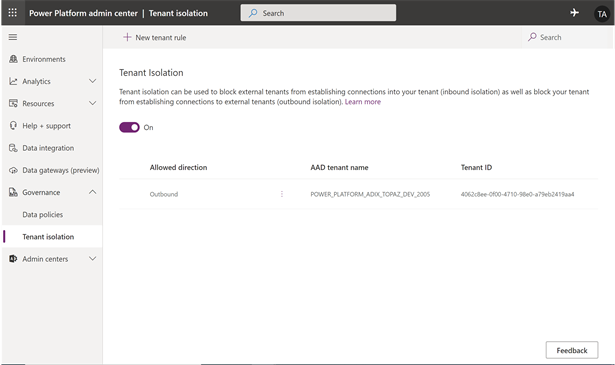 Power Platform admin center | Tenant isolation
Search
TA
New tenant rule
Search
Environments
Analytics
Resources
Help + support
Data integration
Data gateways (preview)
Governance
Data policies
Tenant isolation
Admin centers
Tenant Isolation
Tenant isolation can be used to block external tenants from establishing connections into your tenant (inbound isolation) as well as block your tenant
from establishing connections to external tenants (outbound isolation). Learn more
On
Allowed direction AAD tenant name Tenant ID
Outbound POWER_PLATFORM_ADIX_TOPAZ_DEV_2005 4062c8ee-0f00-4710-98e0-a79eb2419aa4
Feedback